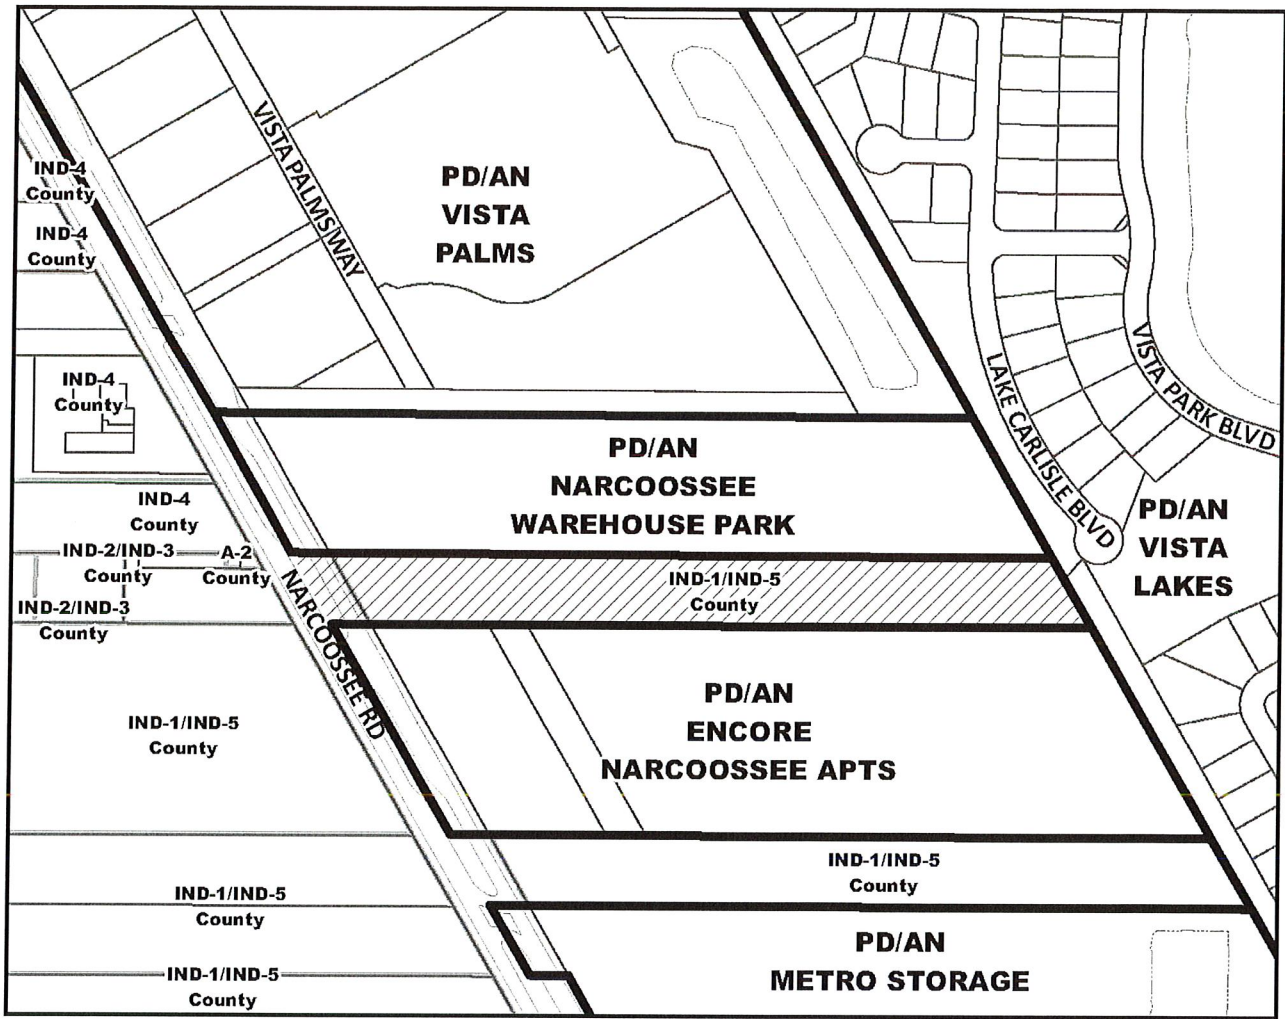 IND-4
County
IND-4
County
VISTA PALMS WAY
PD/AN
VISTA
PALMS
IND-4
County
LAKE CARLISLE BLVD
VISTA PARK BLVD
PD/AN
NARCOOSSEE
WAREHOUSE PARK
IND-4
County
PD/AN
VISTA
LAKES
IND-2/IND-3
County
A-2
County
IND-1/IND-5
County
IND-2/IND-3
County
NARCOOSSEE RD
PD/AN
ENCORE
NARCOOSSEE APTS
IND-1/IND-5
County
IND-1/IND-5
County
IND-1/IND-5
County
PD/AN
METRO STORAGE
IND-1/IND-5
County